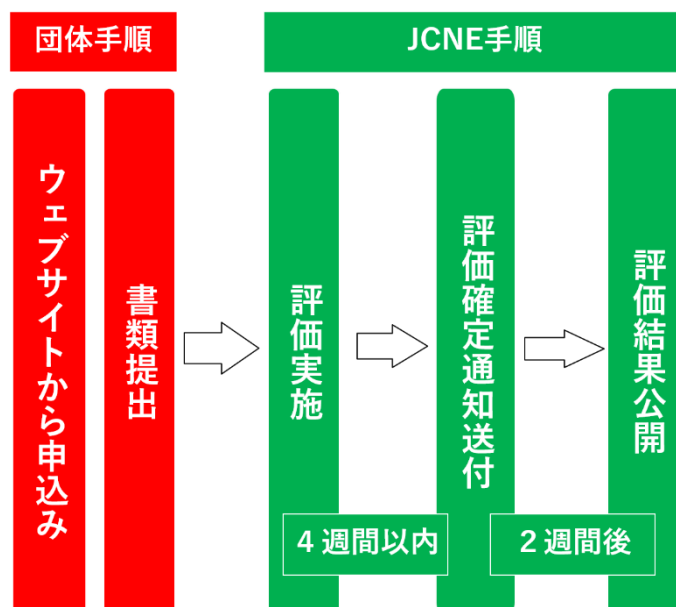 団体手順
JCNE手順
ウェブサイトから申込み
書類提出
評価実施
評価確定通知送付
評価結果公開
4週間以内
2週間後